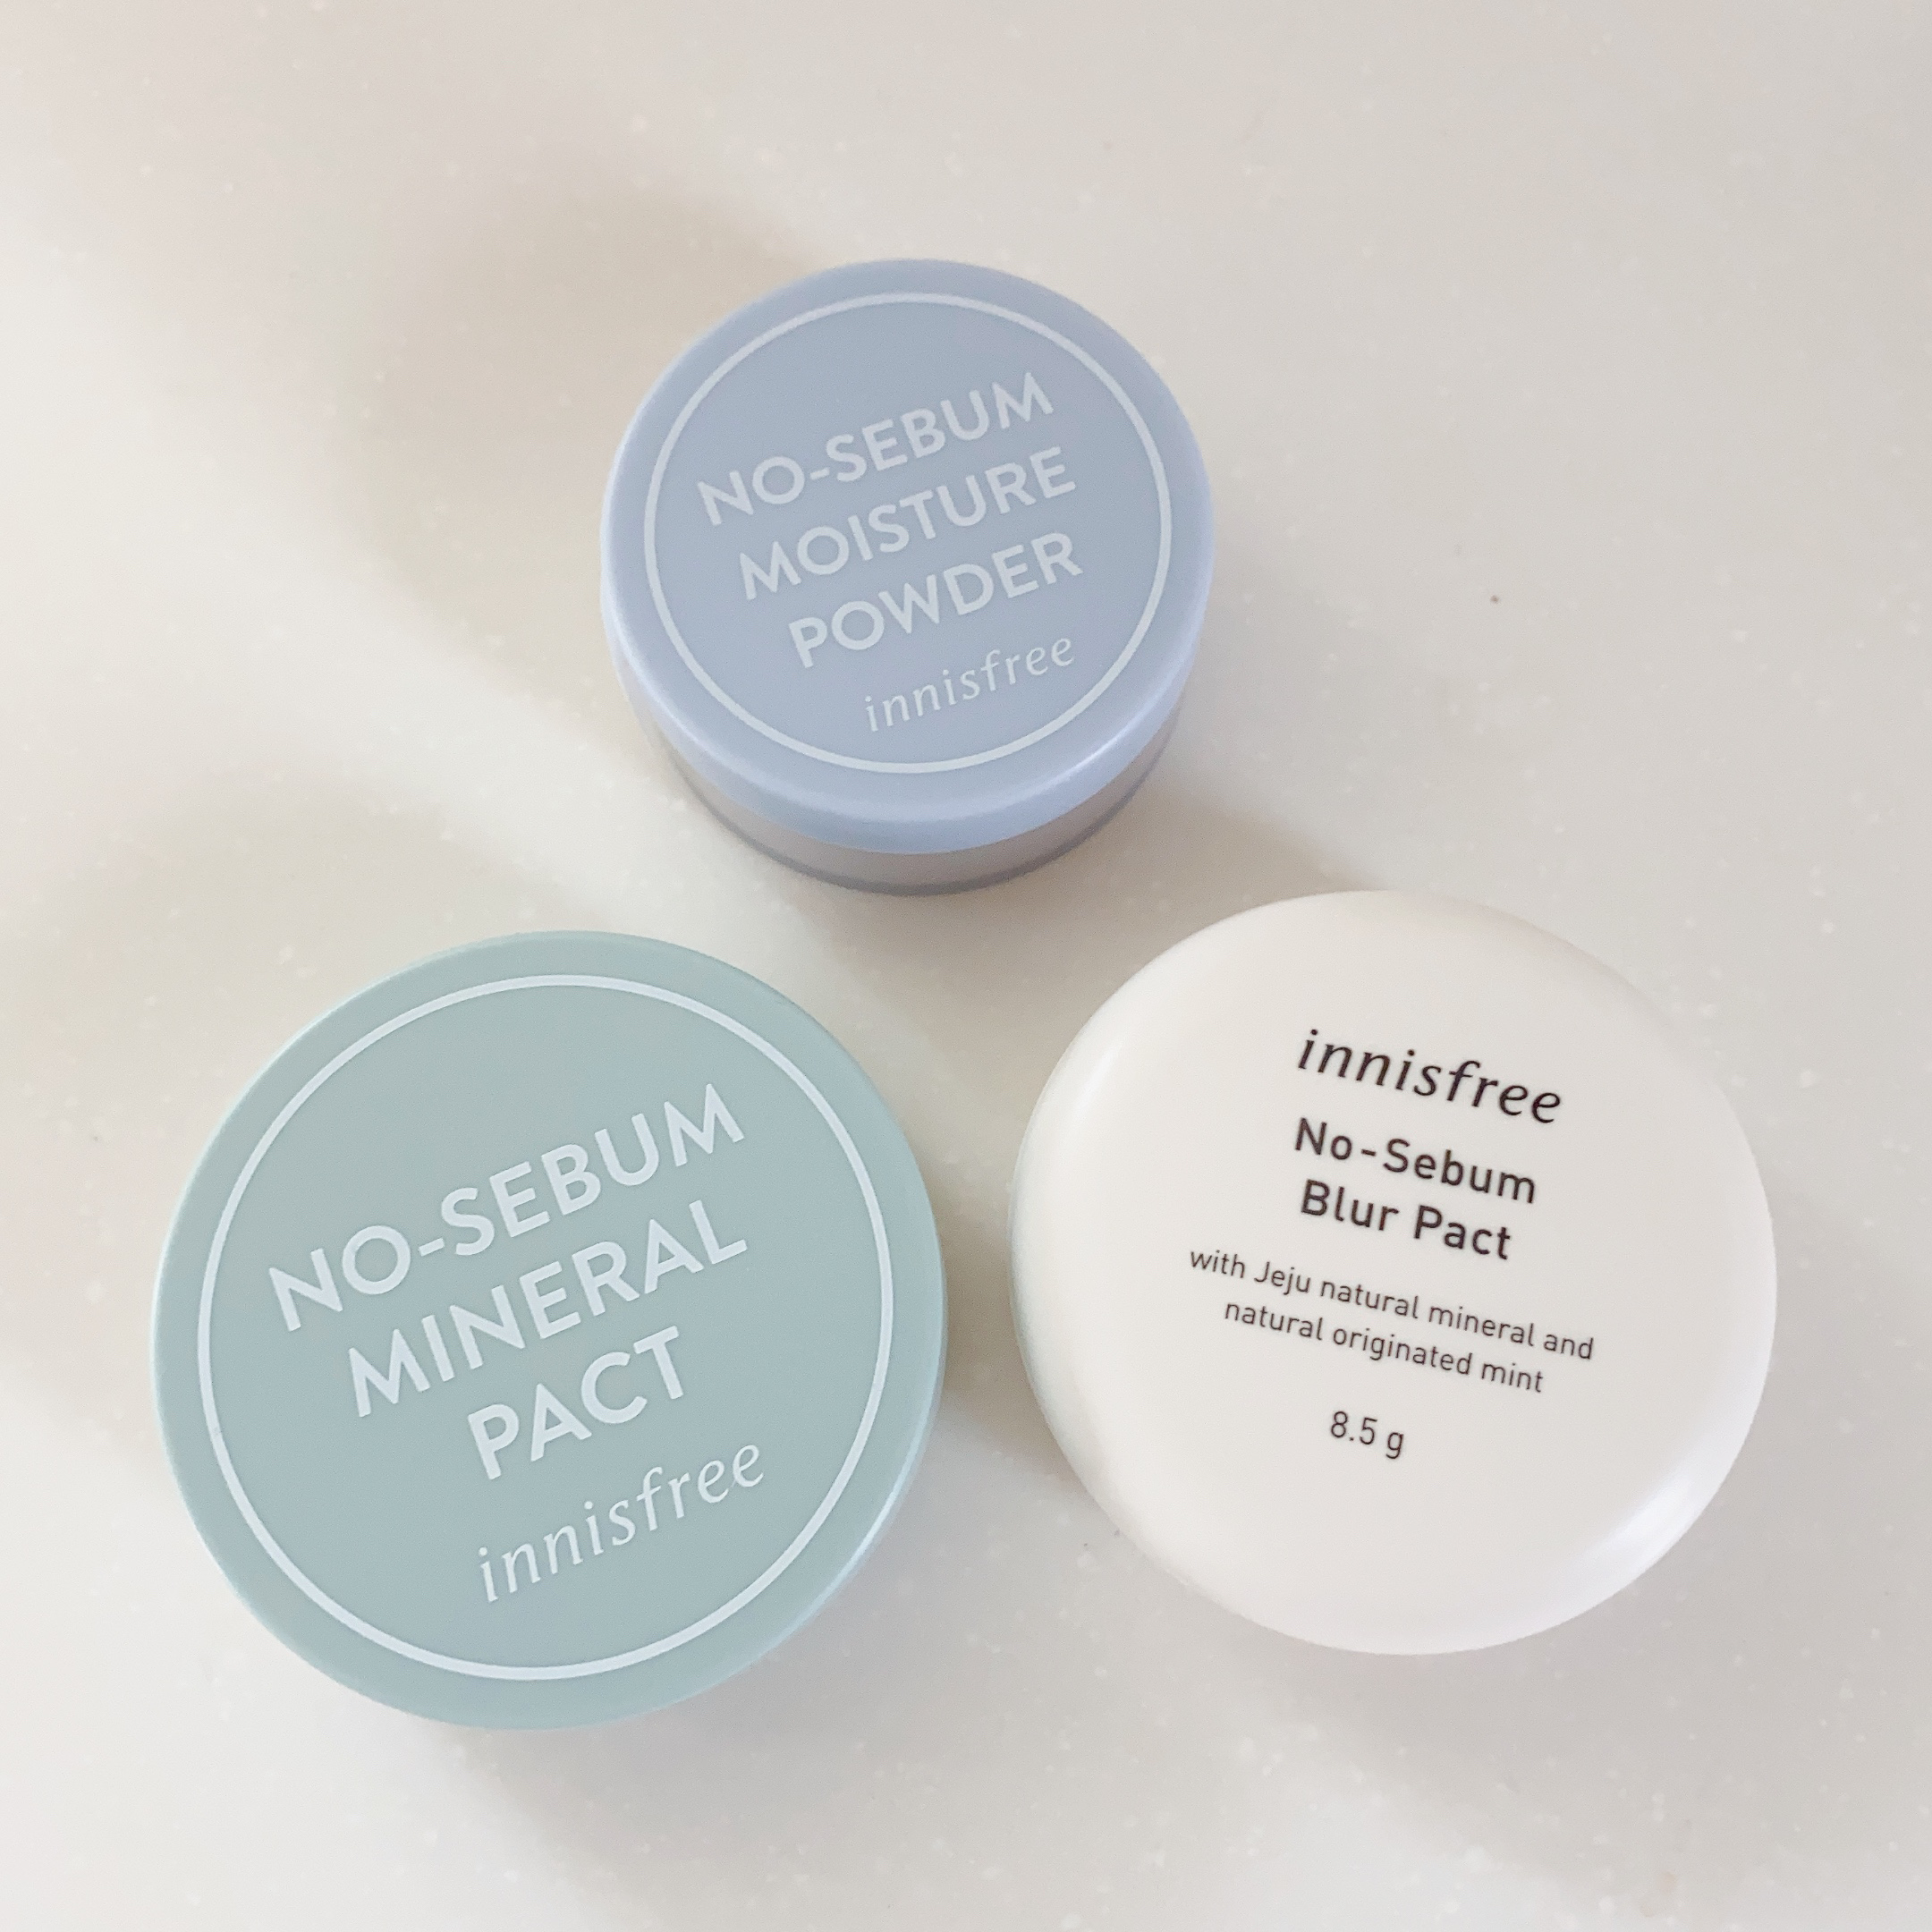 NO-SEBUM
MOISTURE
POWDER
innisfree
NO-SEBUM
MINERAL
PACT
innisfree
innisfree
No-Sebum
Blur Pact
with Jeju natural mineral and
natural originated mint
8.5 g